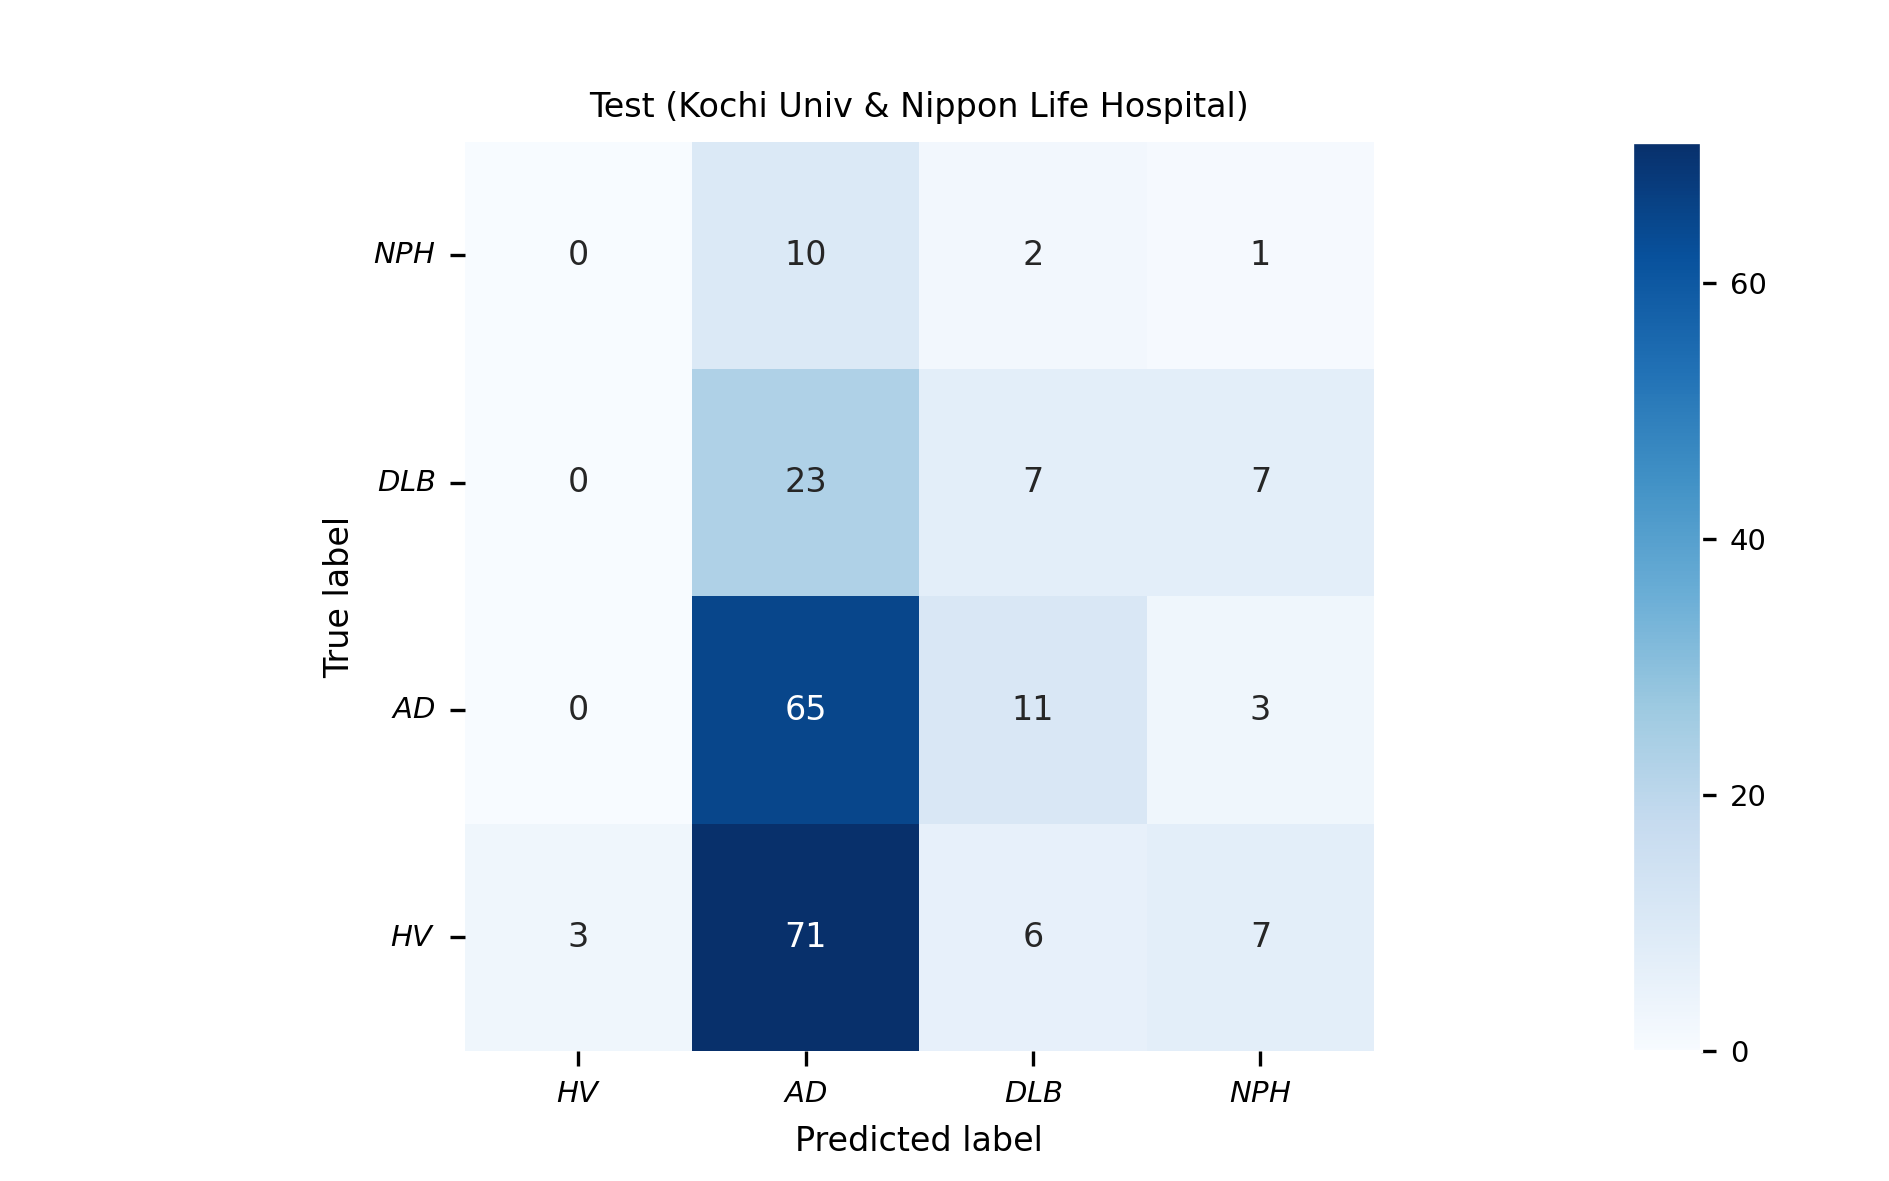 Test (Kochi Univ & Nippon Life Hospital)
True label
NPH 0 10 2 1
DLB 0 23 7 7
AD 0 65 11 3
HV 3 71 6 7
HV AD DLB NPH
Predicted label
60
40
20
0